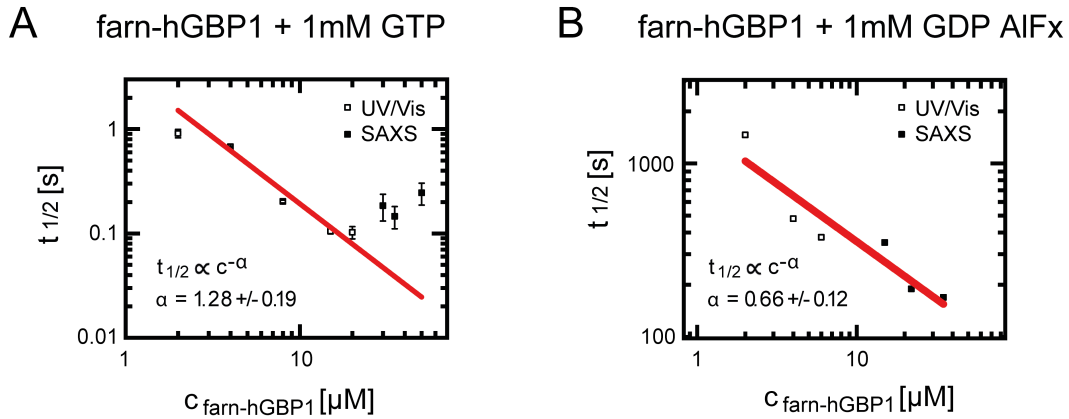 A farn-hGBP1 + 1mM GTP
UV/Vis
SAXS
1
0.1
0.01
t 1/2 [s]
t1/2 ∝ c-α
α = 1.28 +/- 0.19
1 10
c farn-hGBP1 [µM]
B farn-hGBP1 + 1mM GDP AlFx
UV/Vis
SAXS
1000
100
t 1/2 [s]
t1/2 ∝ c-α
α = 0.66 +/- 0.12
1 10
c farn-hGBP1 [µM]